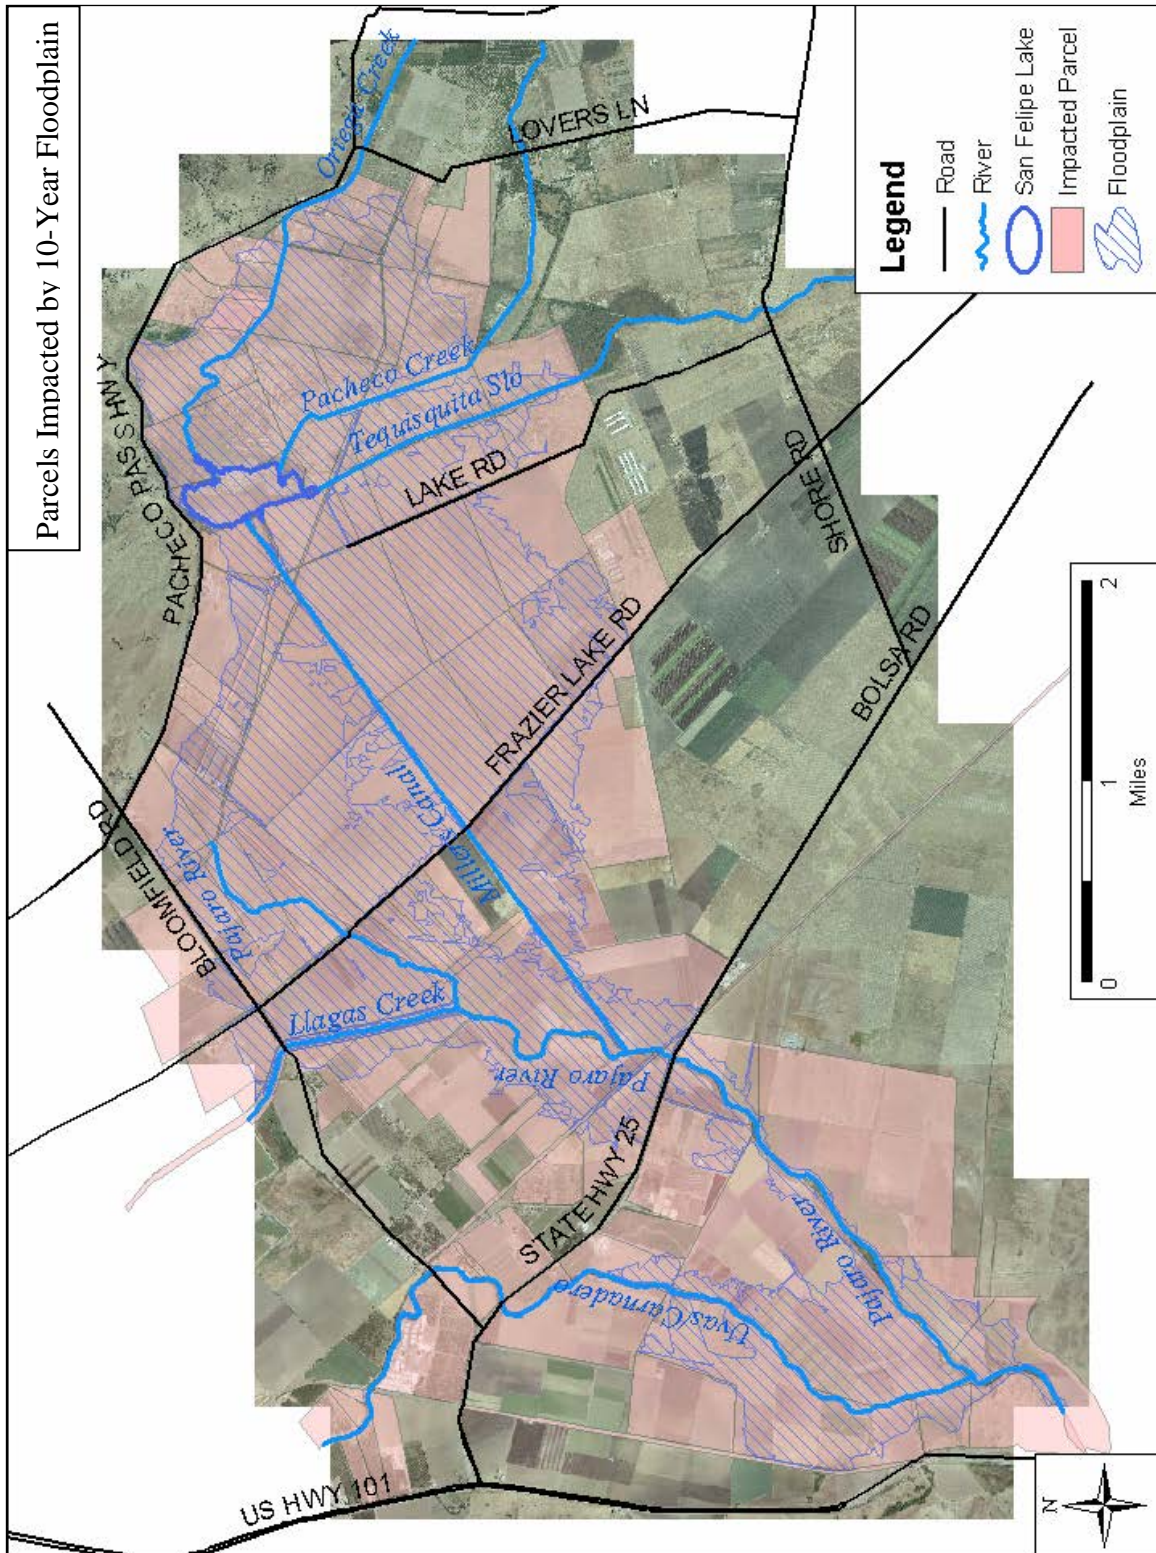 Parcels Impacted by 10-Year Floodplain
PACHECO PASS HWY
Ortega Creek
LOVERS LN
Pacheco Creek
Tequisquita Slo
LAKE RD
SHORE RD
FRAZIER LAKE RD
BOLSA RD
BLOOMFIELD RD
Pajaro River
Millers Canal
Llagas Creek
Pajaro River
STATE HWY 25
Pajaro River
Pajaro River
Uvas/Carnadero
US HWY 101
Legend
Road
River
San Felipe Lake
Impacted Parcel
Floodplain
0 1 2
Miles
N